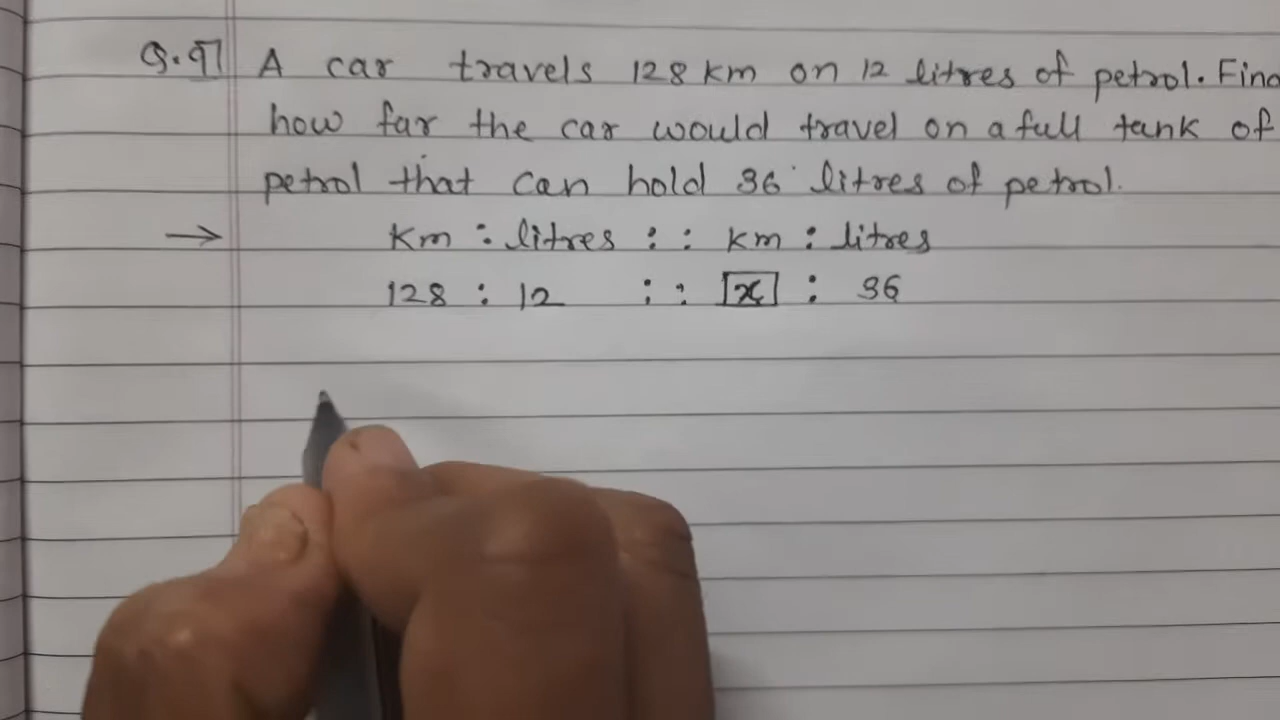 Q.97 A car travels 128 km on 12 litres of petrol. Find
how far the car would travel on a full tank of
petrol that can hold 36 litres of petrol.
→ Km : litres : : km : litres
128 : 12 : : x : 36